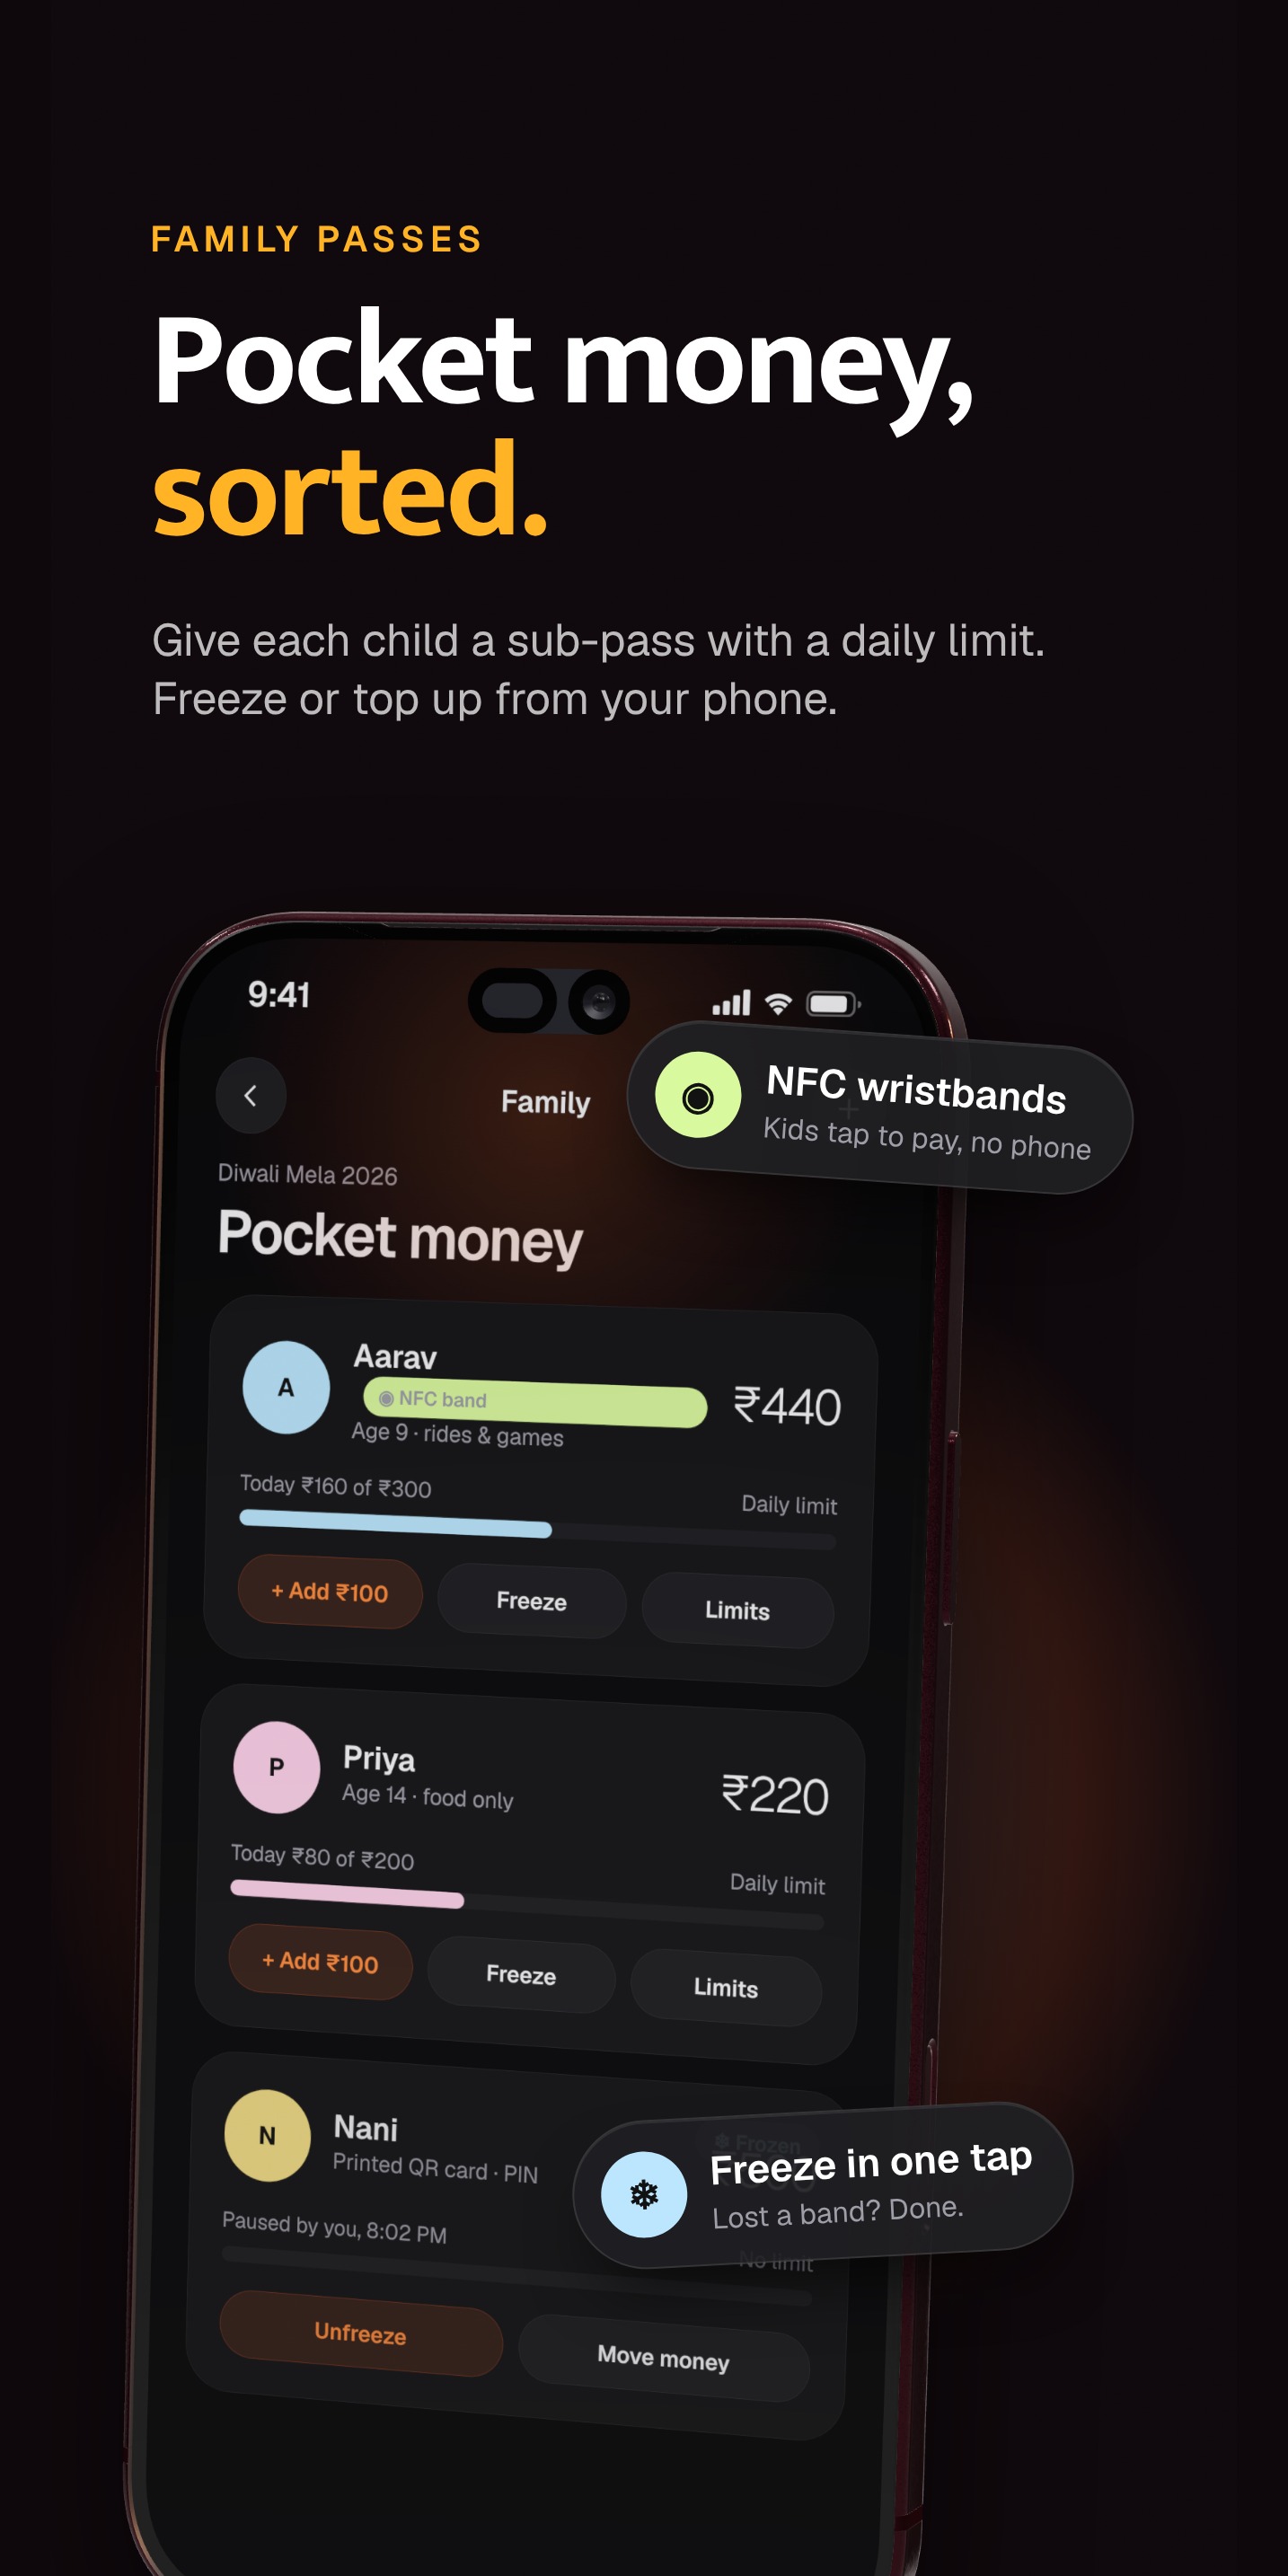 FAMILY PASSES
Pocket money,
sorted.
Give each child a sub-pass with a daily limit.
Freeze or top up from your phone.
9:41
Family
NFC wristbands
Kids tap to pay, no phone
Diwali Mela 2026
Pocket money
A
Aarav
◉ NFC band
Age 9 · rides & games
₹440
Today ₹160 of ₹300
Daily limit
+ Add ₹100
Freeze
Limits
P
Priya
Age 14 · food only
₹220
Today ₹80 of ₹200
Daily limit
+ Add ₹100
Freeze
Limits
N
Nani
Printed QR card · PIN
❄ Frozen
Freeze in one tap
Lost a band? Done.
Paused by you, 8:02 PM
No limit
Unfreeze
Move money